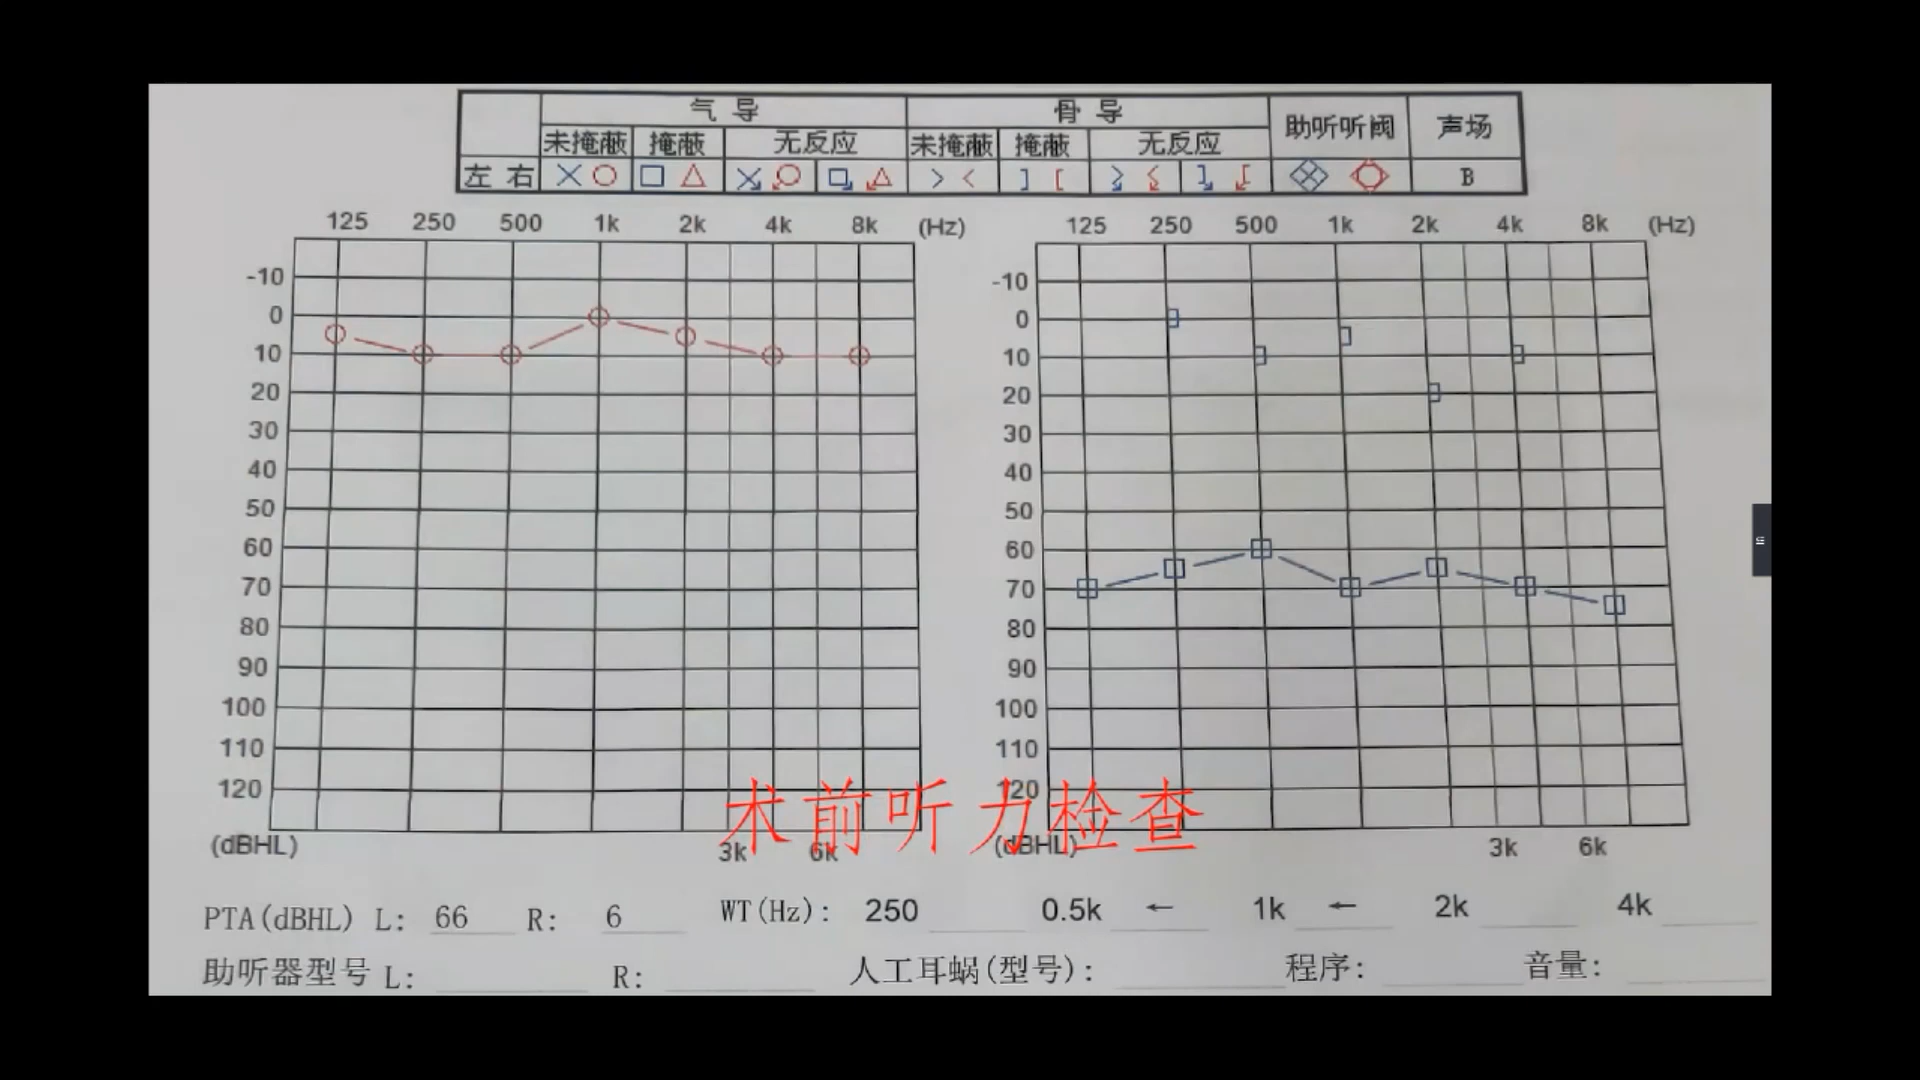 气 导 骨 导 助听听阀 声场
未掩蔽 掩蔽 无反应 未掩蔽 掩蔽 无反应
左 右 B
125 250 500 1k 2k 4k 8k (Hz)
-10
0
10
20
30
40
50
60
70
80
90
100
110
120
(dBHL)
3k 6k
125 250 500 1k 2k 4k 8k (Hz)
-10
0
10
20
30
40
50
60
70
80
90
100
110
120
(dBHL)
3k 6k
术前听力检查
PTA(dBHL) L: 66 R: 6 WT(Hz): 250 0.5k ← 1k ← 2k 4k
助听器型号 L: R: 人工耳蜗(型号): 程序: 音量: